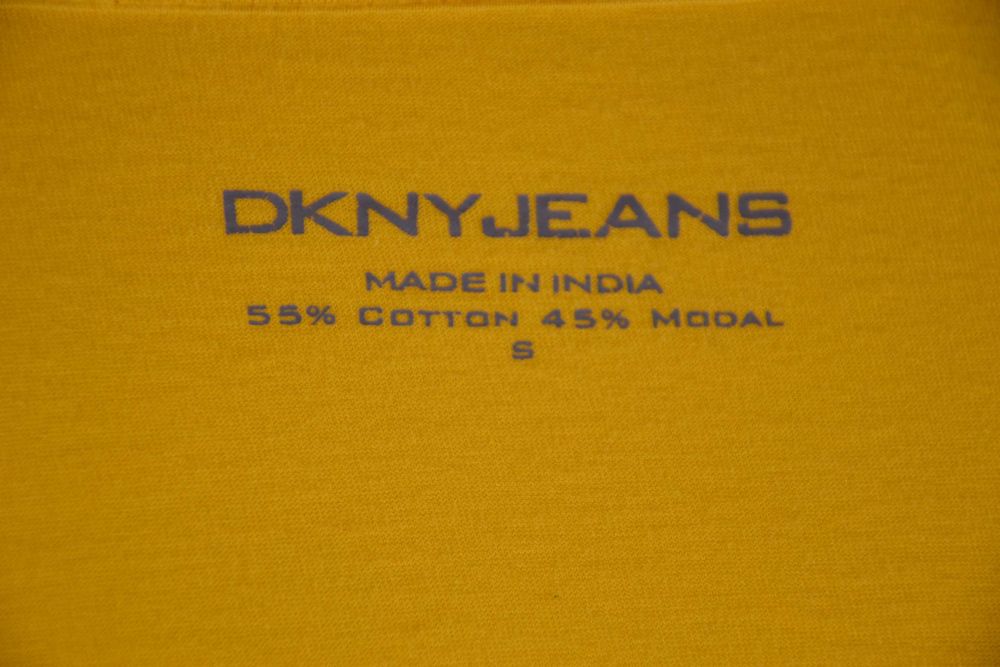 DKNYJEANS
MADE IN INDIA
55% COTTON 45% MODAL
S